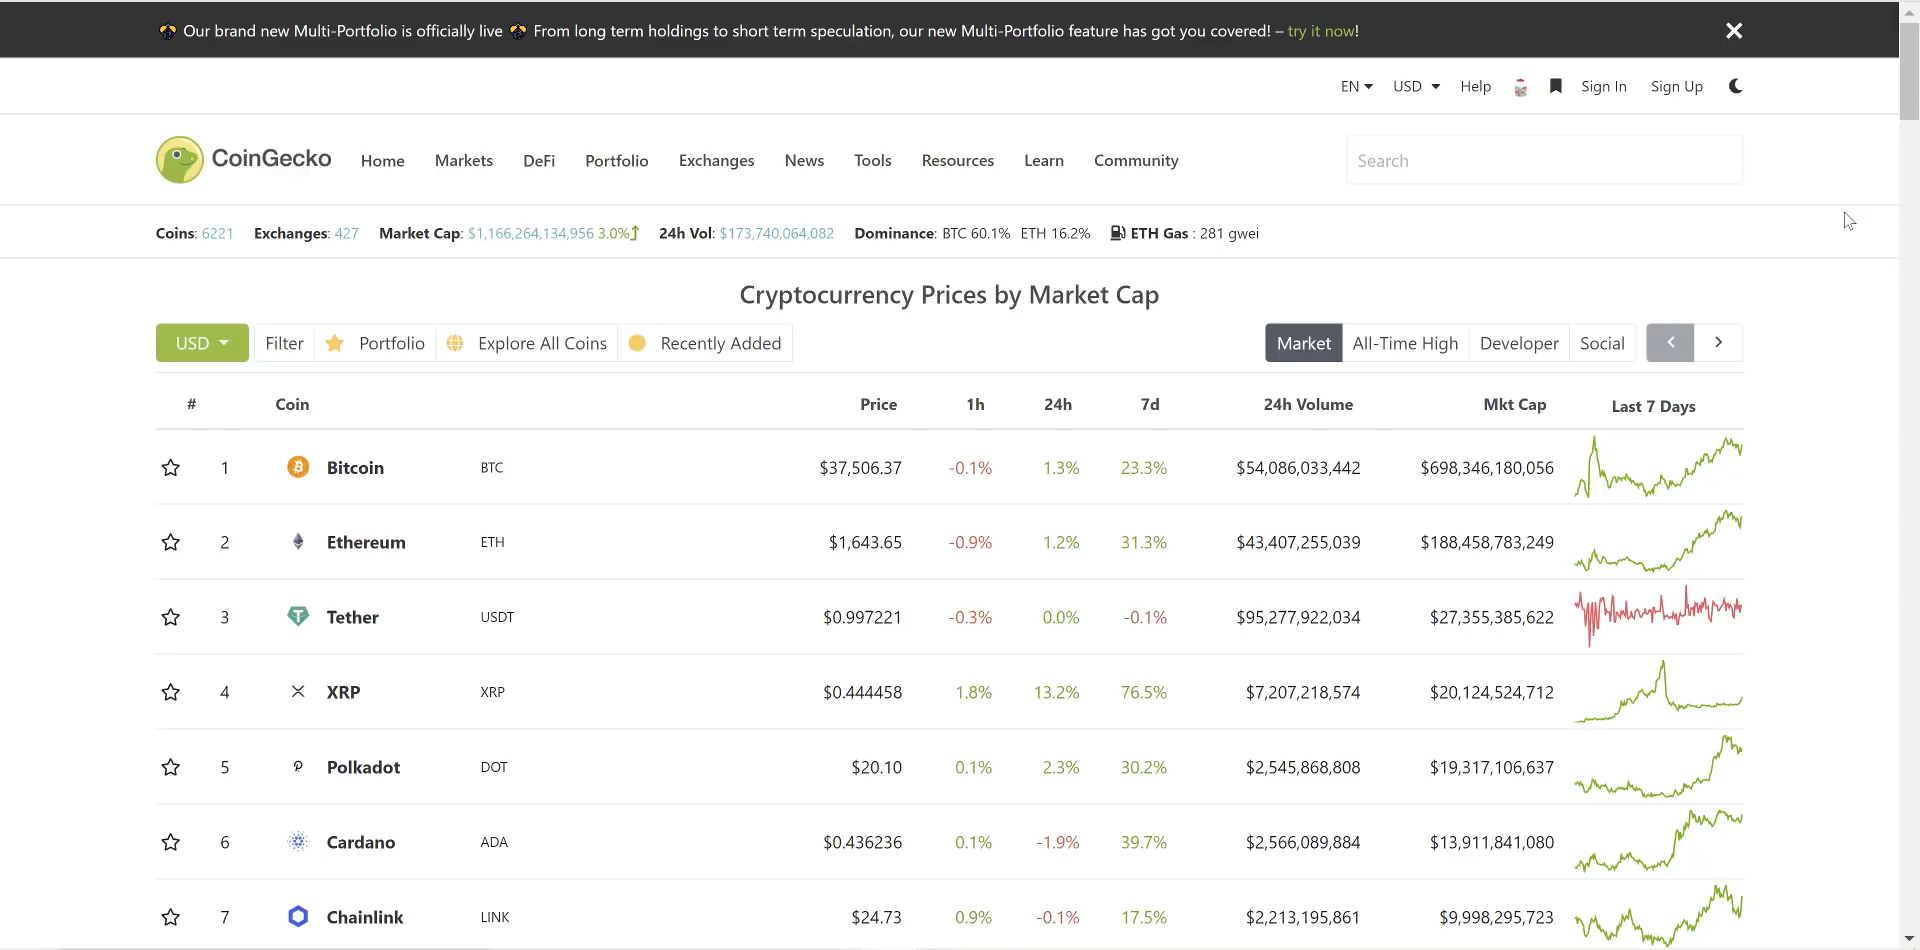 Our brand new Multi-Portfolio is officially live From long term holdings to short term speculation, our new Multi-Portfolio feature has got you covered! – try it now!
EN USD Help Sign In Sign Up
CoinGecko Home Markets DeFi Portfolio Exchanges News Tools Resources Learn Community Search
Coins: 6221 Exchanges: 427 Market Cap: $1,166,264,134,956 3.0% 24h Vol: $173,740,064,082 Dominance: BTC 60.1% ETH 16.2% ETH Gas : 281 gwei
Cryptocurrency Prices by Market Cap
USD Filter Portfolio Explore All Coins Recently Added Market All-Time High Developer Social
# Coin Price 1h 24h 7d 24h Volume Mkt Cap Last 7 Days
1 Bitcoin BTC $37,506.37 -0.1% 1.3% 23.3% $54,086,033,442 $698,346,180,056
2 Ethereum ETH $1,643.65 -0.9% 1.2% 31.3% $43,407,255,039 $188,458,783,249
3 Tether USDT $0.997221 -0.3% 0.0% -0.1% $95,277,922,034 $27,355,385,622
4 XRP XRP $0.444458 1.8% 13.2% 76.5% $7,207,218,574 $20,124,524,712
5 Polkadot DOT $20.10 0.1% 2.3% 30.2% $2,545,868,808 $19,317,106,637
6 Cardano ADA $0.436236 0.1% -1.9% 39.7% $2,566,089,884 $13,911,841,080
7 Chainlink LINK $24.73 0.9% -0.1% 17.5% $2,213,195,861 $9,998,295,723